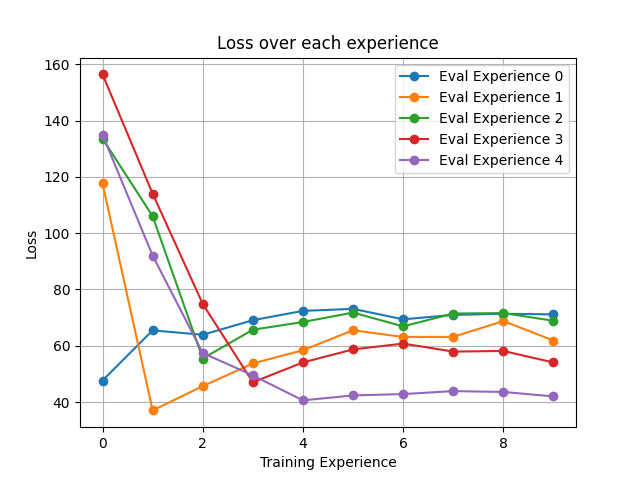 Loss over each experience
160
140
120
100
80
60
40
Loss
Eval Experience 0
Eval Experience 1
Eval Experience 2
Eval Experience 3
Eval Experience 4
0
2
4
6
8
Training Experience